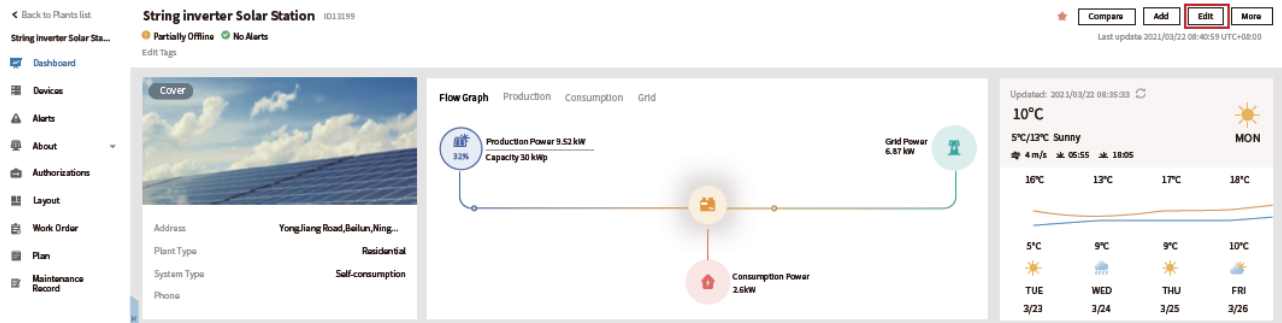 Back to Plants list
String inverter Solar Sta...
Dashboard
Devices
Alerts
About
Authorizations
Layout
Work Order
Plan
Maintenance
Record
String inverter Solar Station ID13199
Partially Offline No Alerts
Edit Tags
Compare Add Edit More
Last update 2021/03/22 08:40:59 UTC+08:00
Cover
Address YongJiang Road,Beilun,Ning...
Plant Type Residential
System Type Self-consumption
Phone
Flow Graph Production Consumption Grid
32%
Production Power 9.52 kW
Capacity 30 kWp
Grid Power
6.87 kW
Consumption Power
2.6kW
Updated: 2021/03/22 08:35:33
10°C
5°C/13°C Sunny MON
4 m/s 05:55 18:05
16°C 13°C 17°C 18°C
5°C 9°C 9°C 10°C
TUE WED THU FRI
3/23 3/24 3/25 3/26